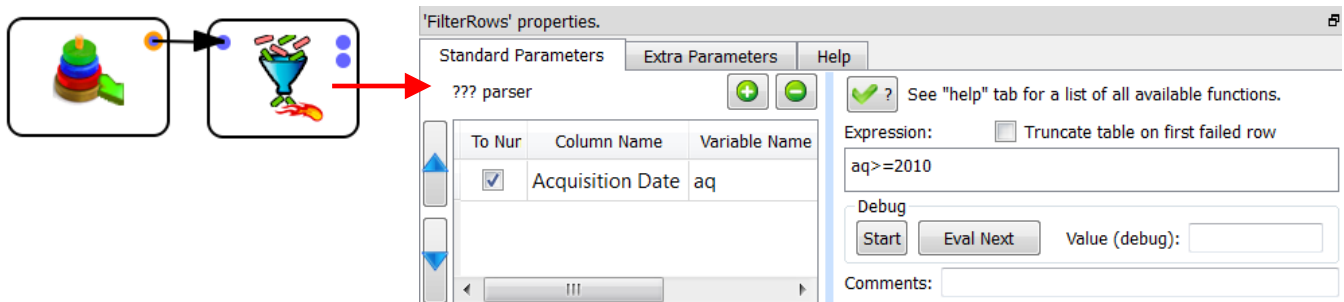 'FilterRows' properties.
Standard Parameters
Extra Parameters
Help
??? parser
To Nur
Column Name
Variable Name
Acquisition Date
aq
?
See "help" tab for a list of all available functions.
Expression:
Truncate table on first failed row
aq>=2010
Debug
Start
Eval Next
Value (debug):
Comments: